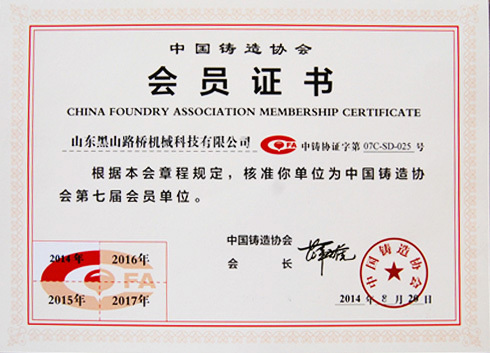 中国铸造协会
会员证书
CHINA FOUNDRY ASSOCIATION MEMBERSHIP CERTIFICATE
山东黑山路桥机械科技有限公司 CFA 中铸协证字第 07C-SD-025 号
根据本会章程规定，核准你单位为中国铸造协
会第七届会员单位。
中国铸造协会
会 长
中国铸造协会
2014 年 8 月 20 日
2014年 2016年
CFA
2015年 2017年